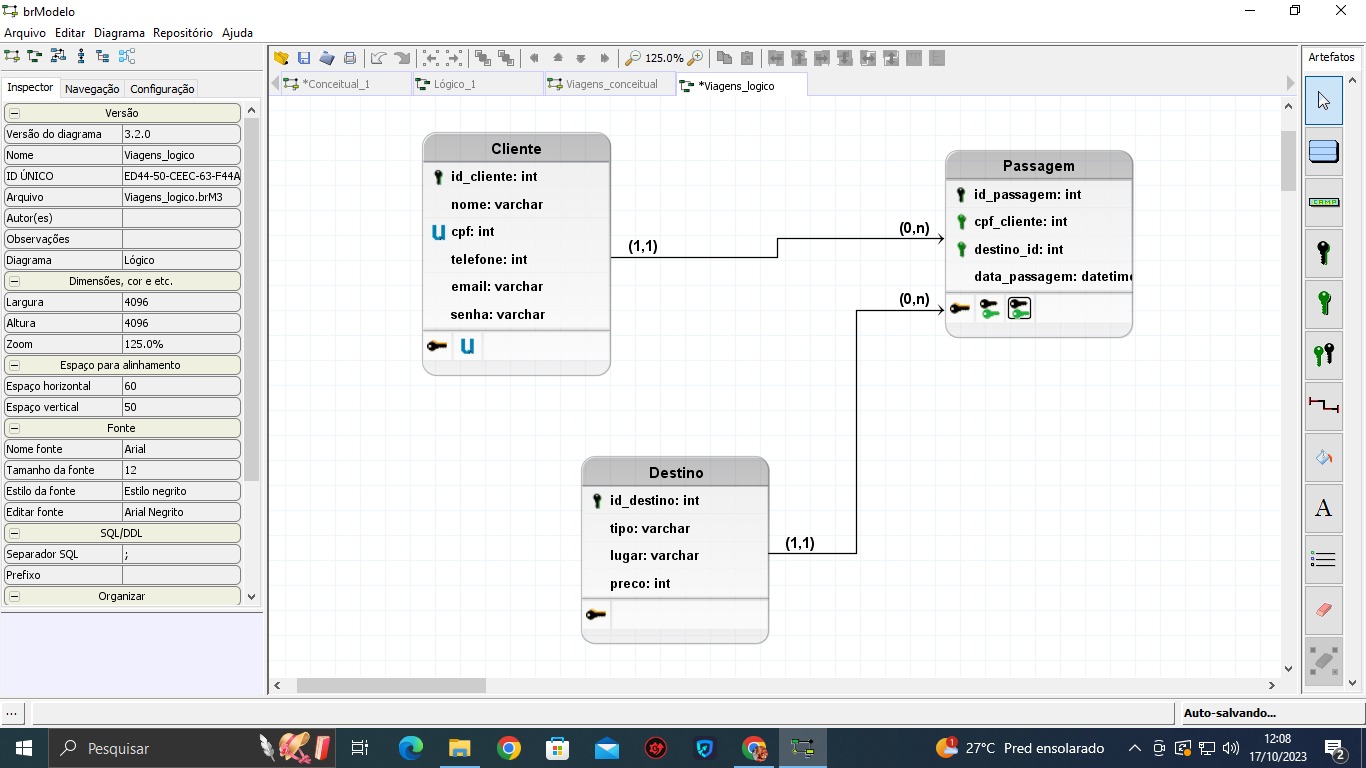 brModelo
Arquivo Editar Diagrama Repositório Ajuda
125.0%
Artefatos
Inspector Navegação Configuração
*Conceitual_1 Lógico_1 Viagens_conceitual *Viagens_logico
Versão
Versão do diagrama 3.2.0
Nome Viagens_logico
ID ÚNICO ED44-50-CEEC-63-F44A
Arquivo Viagens_logico.brM3
Autor(es)
Observações
Diagrama Lógico
Dimensões, cor e etc.
Largura 4096
Altura 4096
Zoom 125.0%
Espaço para alinhamento
Espaço horizontal 60
Espaço vertical 50
Fonte
Nome fonte Arial
Tamanho da fonte 12
Estilo da fonte Estilo negrito
Editar fonte Arial Negrito
SQL/DDL
Separador SQL ;
Prefixo
Organizar
Cliente
id_cliente: int
nome: varchar
U cpf: int
telefone: int
email: varchar
senha: varchar
U
(1,1)
(0,n)
Passagem
id_passagem: int
cpf_cliente: int
destino_id: int
data_passagem: datetime
(0,n)
Destino
id_destino: int
tipo: varchar
lugar: varchar
preco: int
(1,1)
CAMP
A
...
Auto-salvando...
Pesquisar
1
27°C Pred ensolarado
12:08
17/10/2023
2